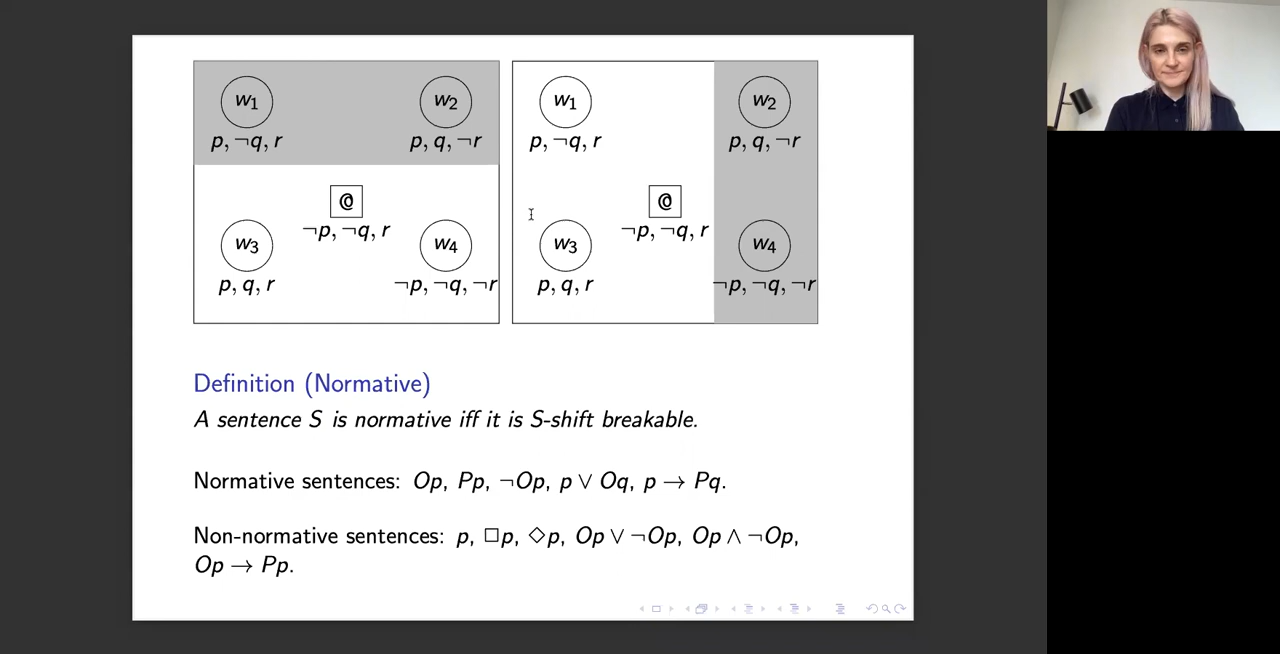 w₁ w₂ w₁ w₂
p, ¬q, r p, q, ¬r p, ¬q, r p, q, ¬r
@ @
¬p, ¬q, r ¬p, ¬q, r
w₃ w₄ w₃ w₄
p, q, r ¬p, ¬q, ¬r p, q, r ¬p, ¬q, ¬r
Definition (Normative)
A sentence S is normative iff it is S-shift breakable.
Normative sentences: Op, Pp, ¬Op, p ∨ Oq, p → Pq.
Non-normative sentences: p, □p, ◇p, Op ∨ ¬Op, Op ∧ ¬Op,
Op → Pp.